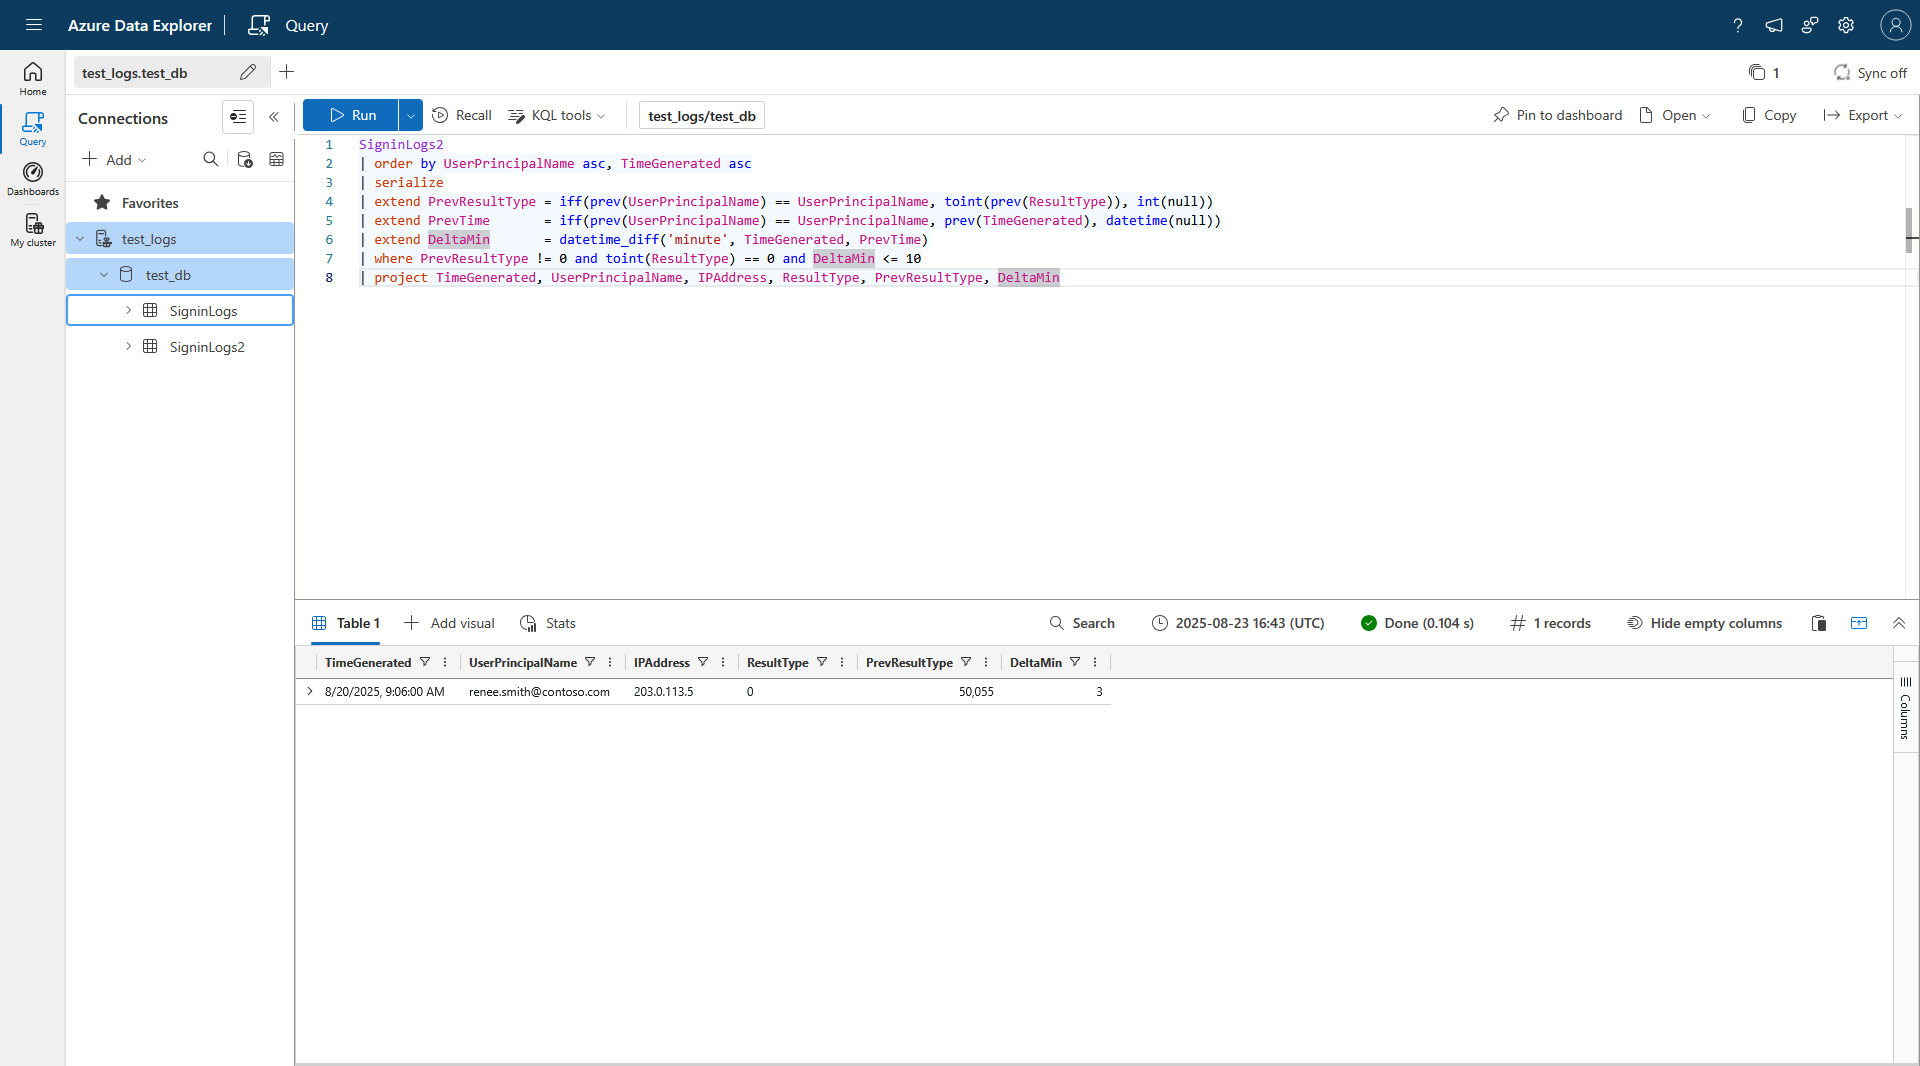 Azure Data Explorer
Query
Home
Query
Dashboards
My cluster
test_logs.test_db
1
Sync off
Connections
Add
Favorites
test_logs
test_db
SigninLogs
SigninLogs2
Run
Recall
KQL tools
test_logs/test_db
Pin to dashboard
Open
Copy
Export
1 SigninLogs2
2 | order by UserPrincipalName asc, TimeGenerated asc
3 | serialize
4 | extend PrevResultType = iff(prev(UserPrincipalName) == UserPrincipalName, toint(prev(ResultType)), int(null))
5 | extend PrevTime       = iff(prev(UserPrincipalName) == UserPrincipalName, prev(TimeGenerated), datetime(null))
6 | extend DeltaMin       = datetime_diff('minute', TimeGenerated, PrevTime)
7 | where PrevResultType != 0 and toint(ResultType) == 0 and DeltaMin <= 10
8 | project TimeGenerated, UserPrincipalName, IPAddress, ResultType, PrevResultType, DeltaMin
Table 1
Add visual
Stats
Search
2025-08-23 16:43 (UTC)
Done (0.104 s)
1 records
Hide empty columns
TimeGenerated UserPrincipalName IPAddress ResultType PrevResultType DeltaMin
8/20/2025, 9:06:00 AM renee.smith@contoso.com 203.0.113.5 0 50,055 3
Columns